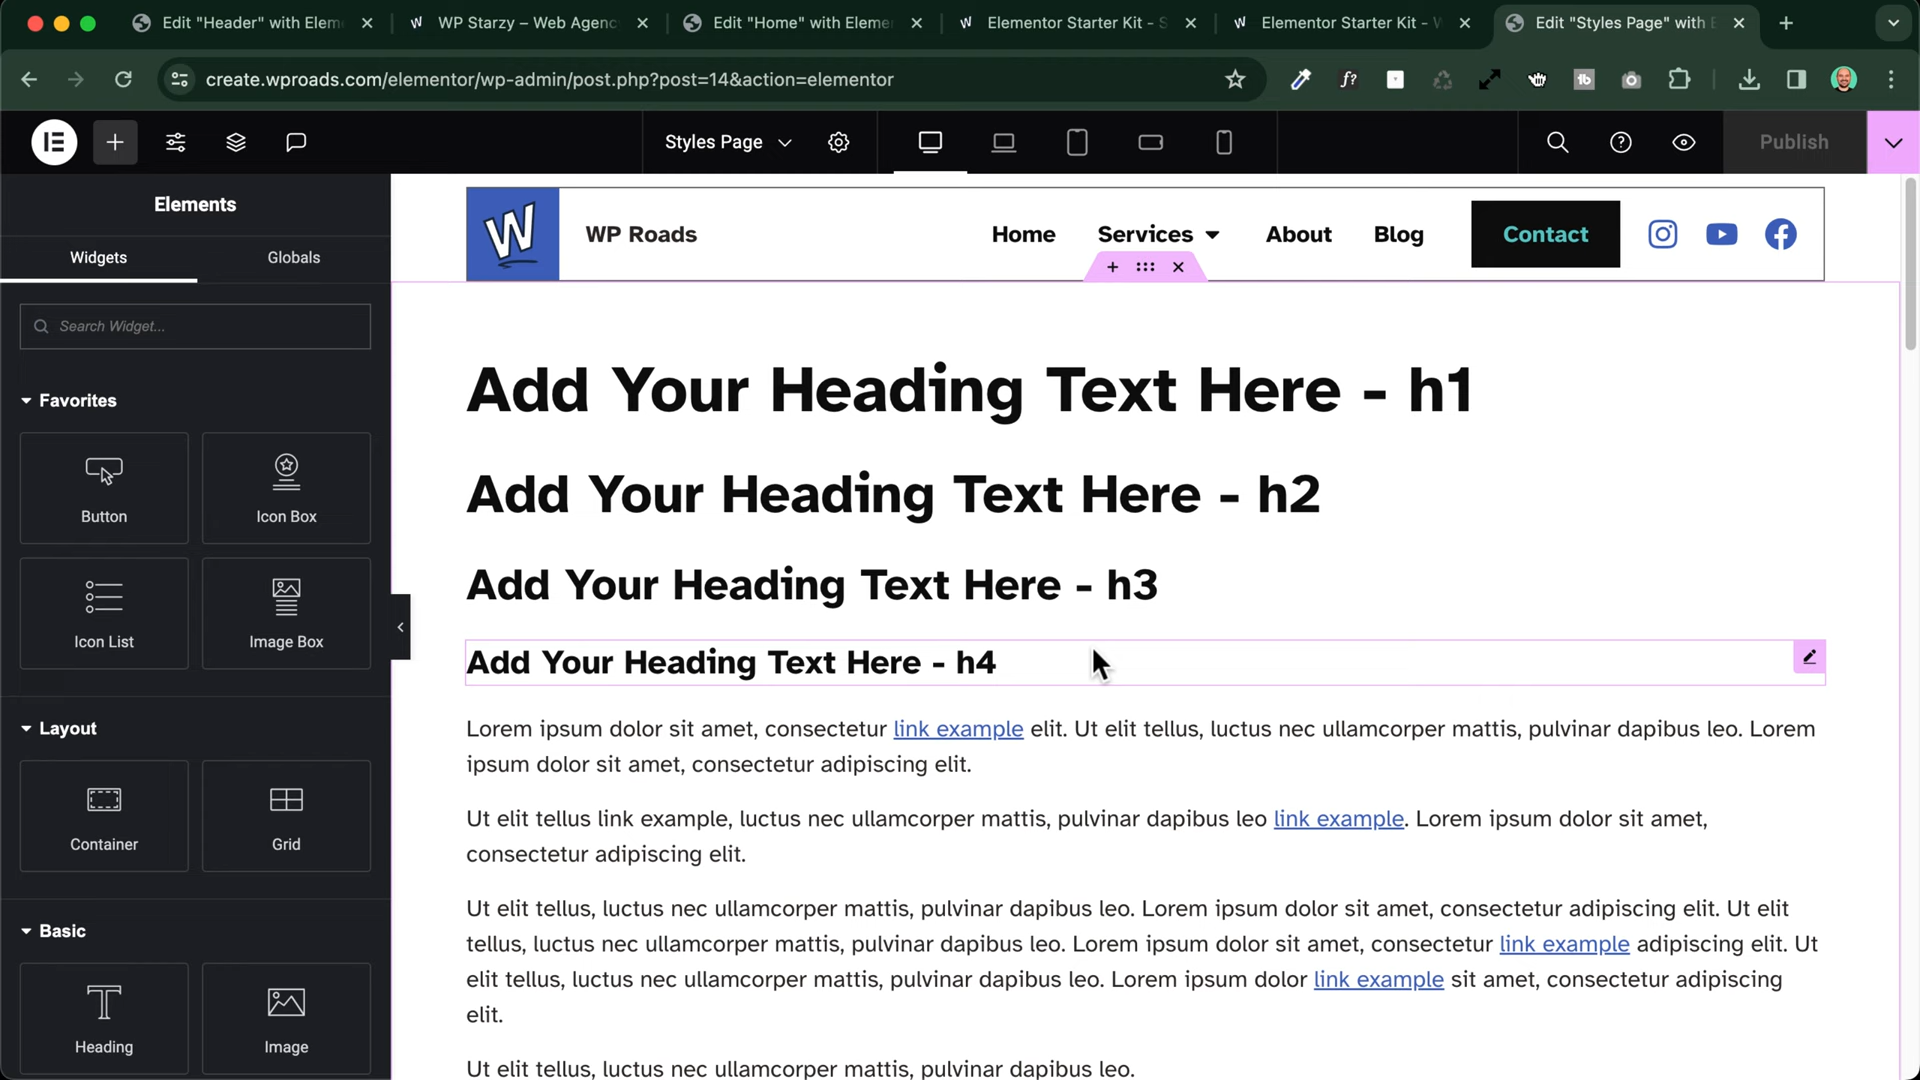 Edit "Header" with Elem
WP Starzy – Web Agenc
Edit "Home" with Eleme
Elementor Starter Kit - S
Elementor Starter Kit - W
Edit "Styles Page" with E
create.wproads.com/elementor/wp-admin/post.php?post=14&action=elementor
f?
tb
Styles Page
Publish
Elements
Widgets
Globals
Search Widget...
Favorites
Button
Icon Box
Icon List
Image Box
Layout
Container
Grid
Basic
Heading
Image
W
WP Roads
Home
Services
About
Blog
Contact
Add Your Heading Text Here - h1
Add Your Heading Text Here - h2
Add Your Heading Text Here - h3
Add Your Heading Text Here - h4
Lorem ipsum dolor sit amet, consectetur link example elit. Ut elit tellus, luctus nec ullamcorper mattis, pulvinar dapibus leo. Lorem
ipsum dolor sit amet, consectetur adipiscing elit.
Ut elit tellus link example, luctus nec ullamcorper mattis, pulvinar dapibus leo link example. Lorem ipsum dolor sit amet,
consectetur adipiscing elit.
Ut elit tellus, luctus nec ullamcorper mattis, pulvinar dapibus leo. Lorem ipsum dolor sit amet, consectetur adipiscing elit. Ut elit
tellus, luctus nec ullamcorper mattis, pulvinar dapibus leo. Lorem ipsum dolor sit amet, consectetur link example adipiscing elit. Ut
elit tellus, luctus nec ullamcorper mattis, pulvinar dapibus leo. Lorem ipsum dolor link example sit amet, consectetur adipiscing
elit.
Ut elit tellus, luctus nec ullamcorper mattis, pulvinar dapibus leo.